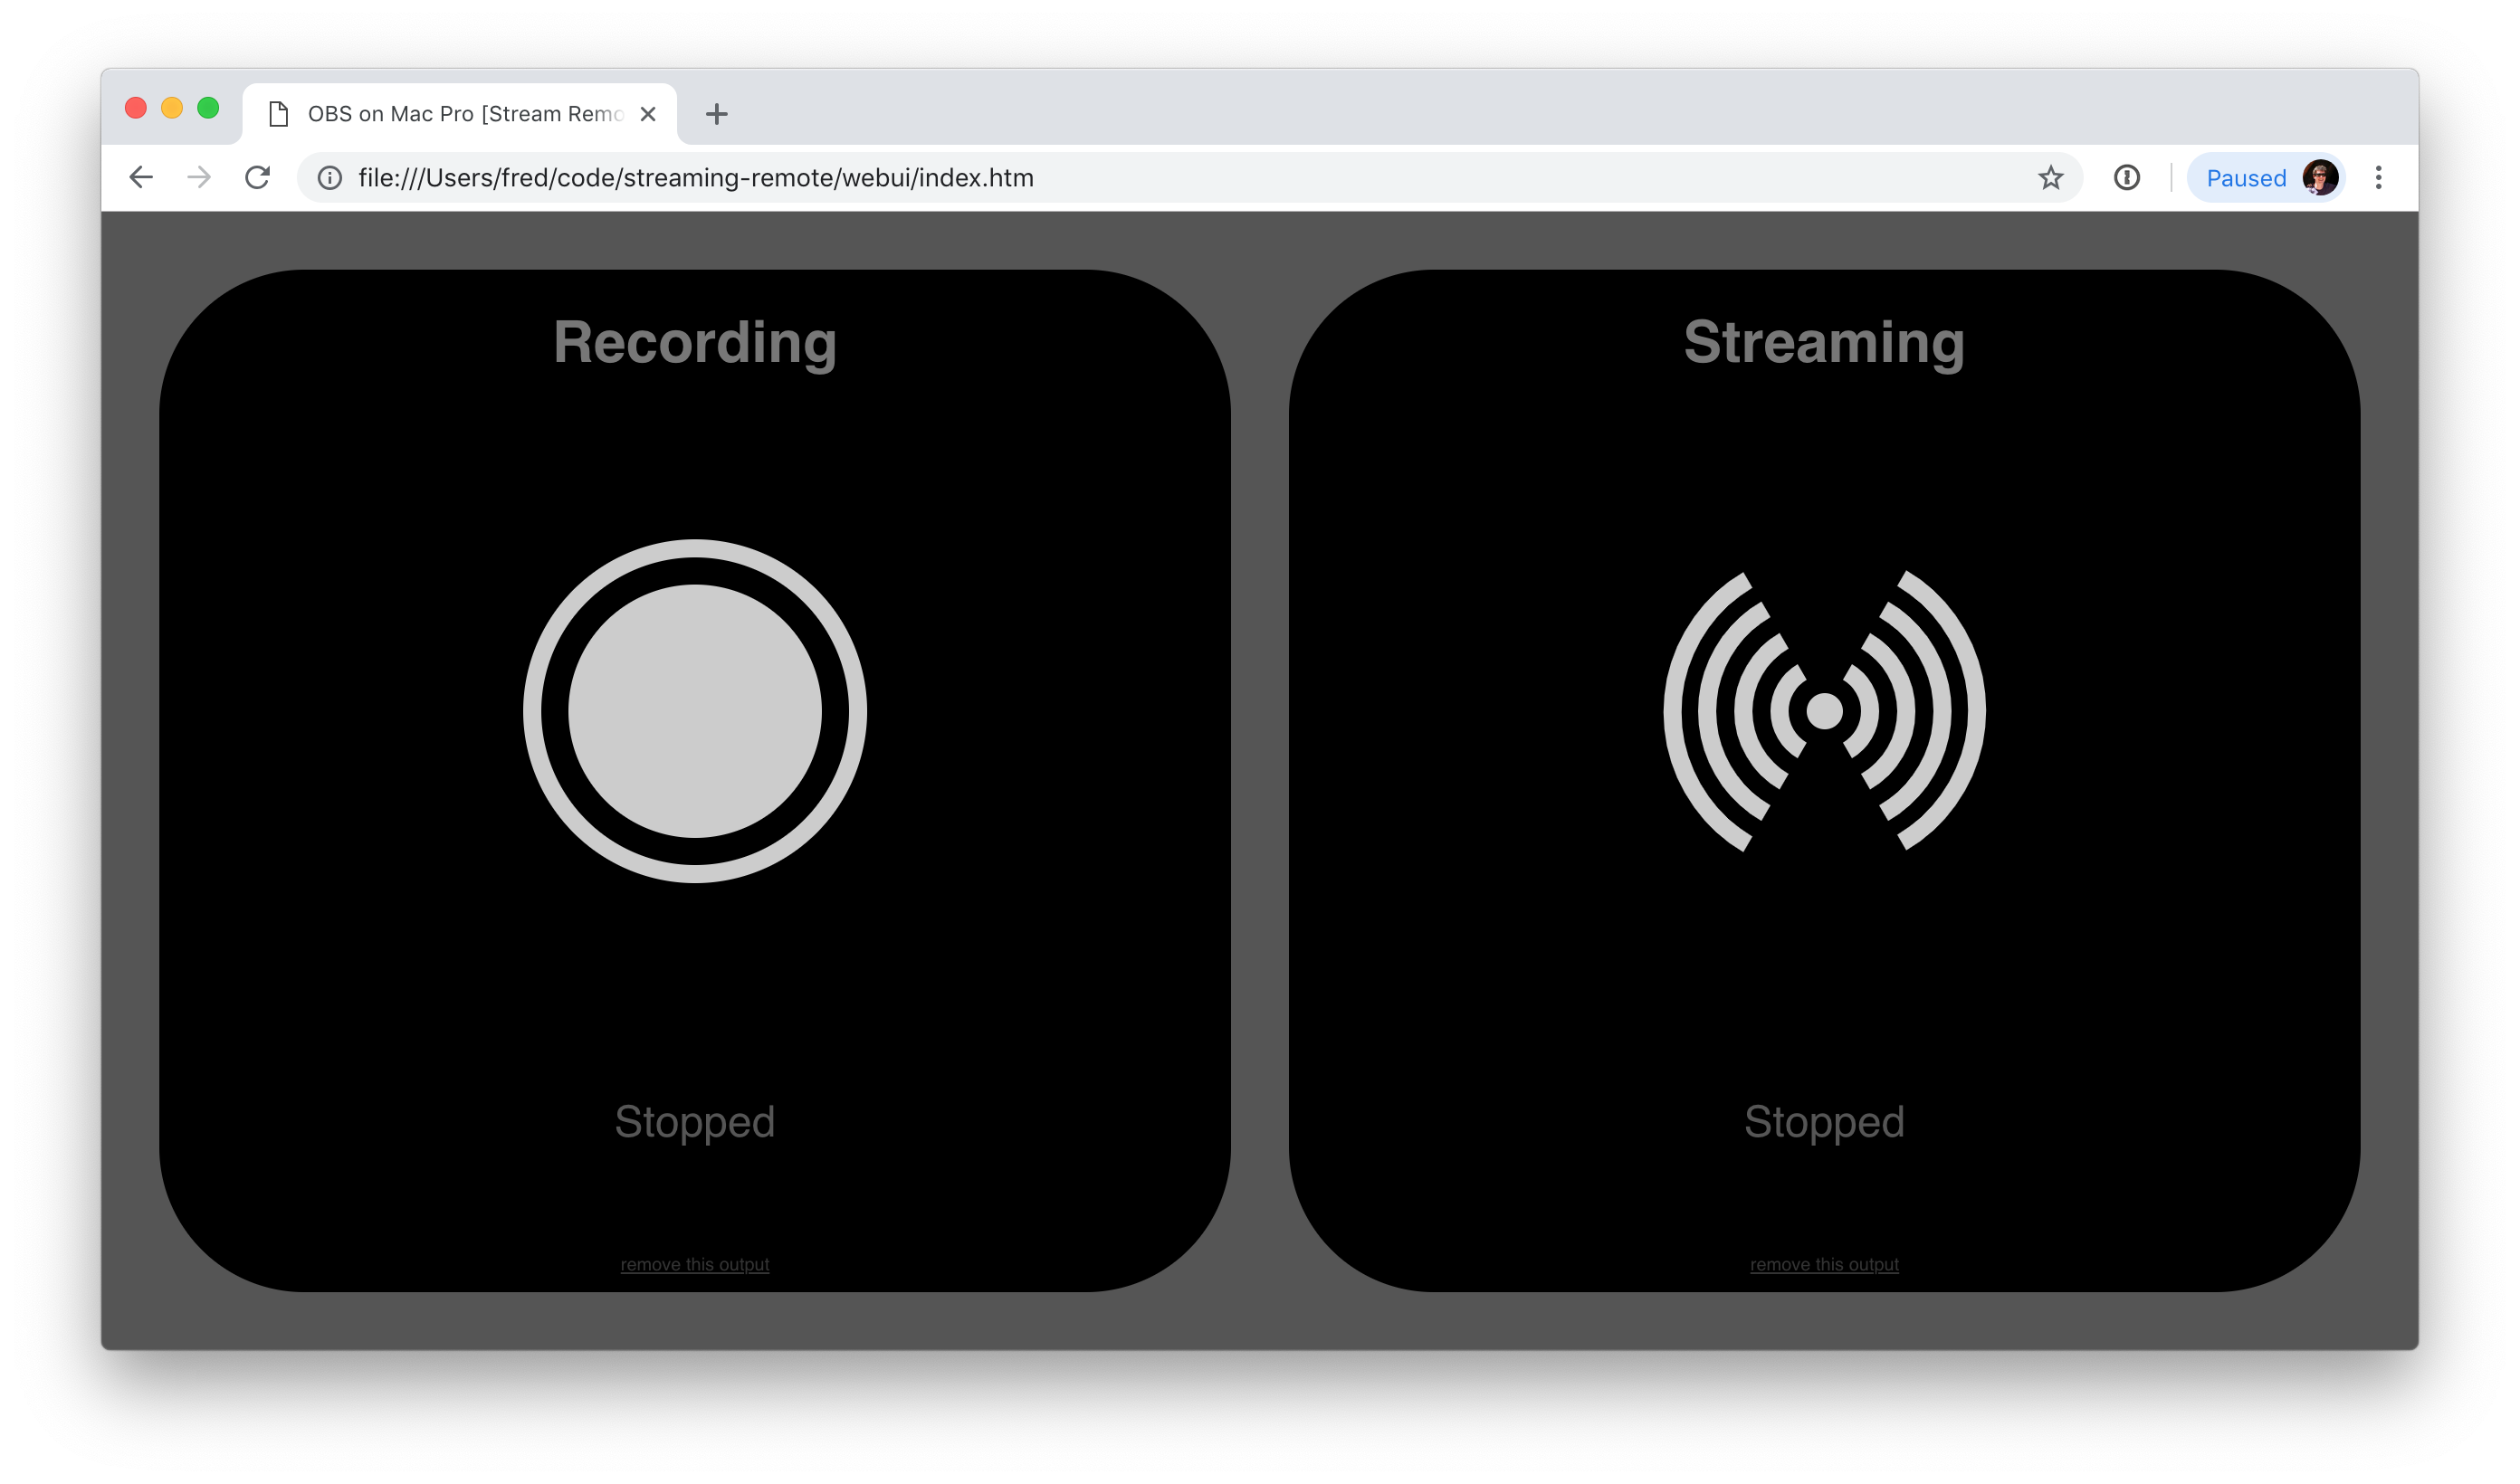 OBS on Mac Pro [Stream Remo
file:///Users/fred/code/streaming-remote/webui/index.htm
Paused
Recording
Streaming
Stopped
Stopped
remove this output
remove this output